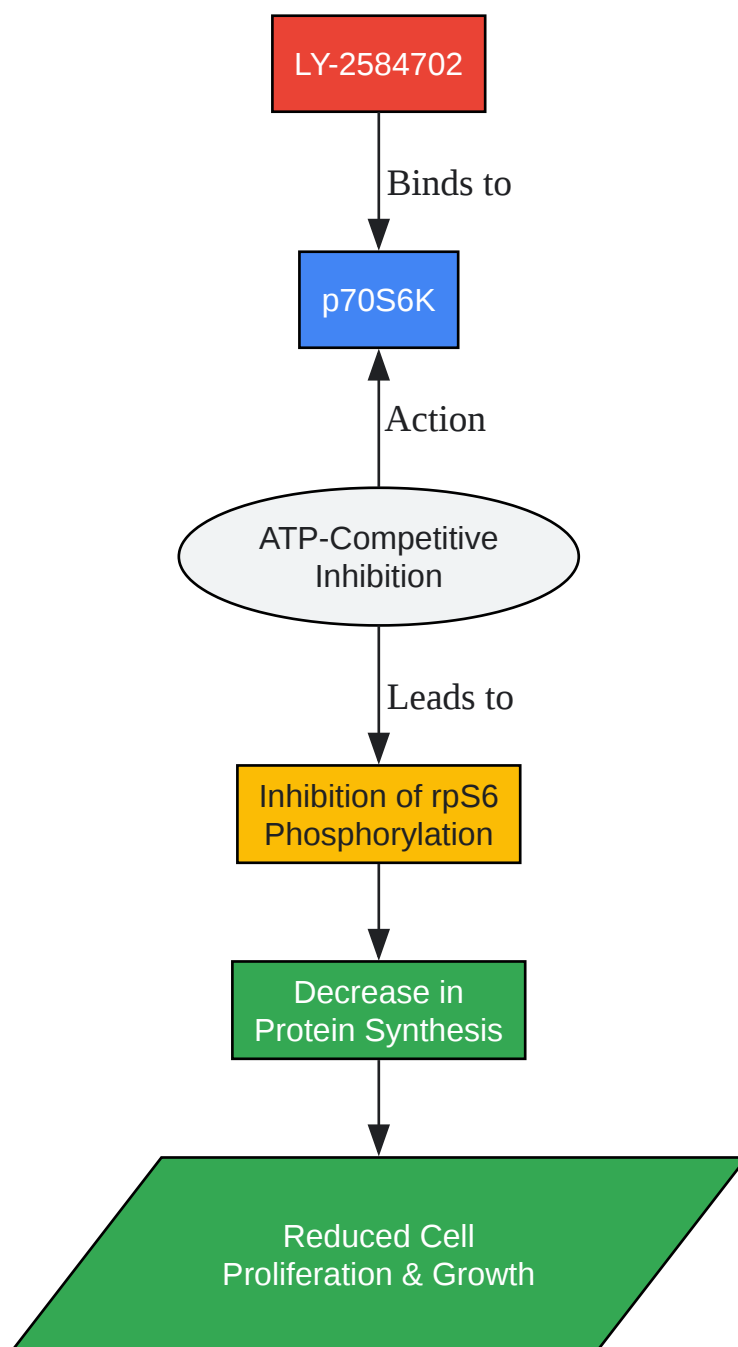 LY-2584702
Binds to
p70S6K
Action
ATP-Competitive
Inhibition
Leads to
Inhibition of rpS6
Phosphorylation
Decrease in
Protein Synthesis
Reduced Cell
Proliferation & Growth